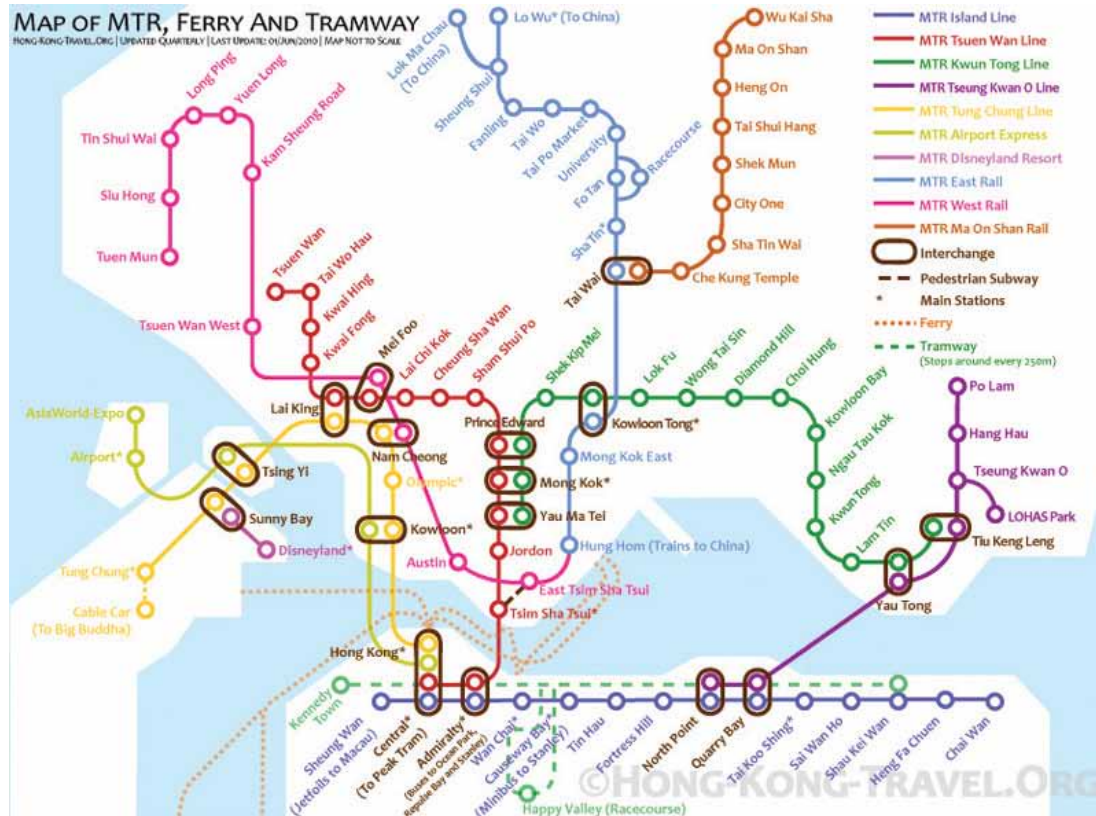 MAP OF MTR, FERRY AND TRAMWAY
HONG-KONG-TRAVEL.ORG | UPDATED QUARTERLY | LAST UPDATE: 01/JUN/2010 | MAP NOT TO SCALE
Lok Ma Chau
(To China)
Lo Wu* (To China)
Sheung Shui
Fanling
Tai Wo
Tai Po Market
University
Racecourse
Fo Tan
Sha Tin*
Tai Wai
Wu Kai Sha
Ma On Shan
Heng On
Tai Shui Hang
Shek Mun
City One
Sha Tin Wai
Che Kung Temple
MTR Island Line
MTR Tsuen Wan Line
MTR Kwun Tong Line
MTR Tseung Kwan O Line
MTR Tung Chung Line
MTR Airport Express
MTR Disneyland Resort
MTR East Rail
MTR West Rail
MTR Ma On Shan Rail
Interchange
Pedestrian Subway
* Main Stations
Ferry
Tramway
(Stops around every 250m)
Long Ping
Yuen Long
Tin Shui Wai
Kam Sheung Road
Siu Hong
Tuen Mun
Tsuen Wan West
Tsuen Wan
Tai Wo Hau
Kwai Hing
Kwai Fong
Mei Foo
Lai Chi Kok
Cheung Sha Wan
Sham Shui Po
Lai King
Nam Cheong
Prince Edward
Shek Kip Mei
Kowloon Tong*
Lok Fu
Wong Tai Sin
Diamond Hill
Choi Hung
Kowloon Bay
Ngau Tau Kok
Kwun Tong
Lam Tin
Yau Tong
Tiu Keng Leng
Po Lam
Hang Hau
Tseung Kwan O
LOHAS Park
AsiaWorld-Expo
Airport*
Tsing Yi
Sunny Bay
Disneyland*
Tung Chung*
Cable Car
(To Big Buddha)
Olympic*
Kowloon*
Mong Kok*
Mong Kok East
Yau Ma Tei
Jordon
Austin
Hung Hom (Trains to China)
East Tsim Sha Tsui
Tsim Sha Tsui*
Hong Kong*
Kennedy
Town
Sheung Wan
(Jetfoils to Macau)
Central*
(To Peak Tram)
Admiralty*
(Buses to Ocean Park,
Repulse Bay and Stanley)
Wan Chai*
Causeway Bay*
(Minibus to Stanley)
Tin Hau
Fortress Hill
North Point
Quarry Bay
Tai Koo Shing*
Sai Wan Ho
Shau Kei Wan
Heng Fa Chuen
Chai Wan
Happy Valley (Racecourse)
©HONG-KONG-TRAVEL.ORG